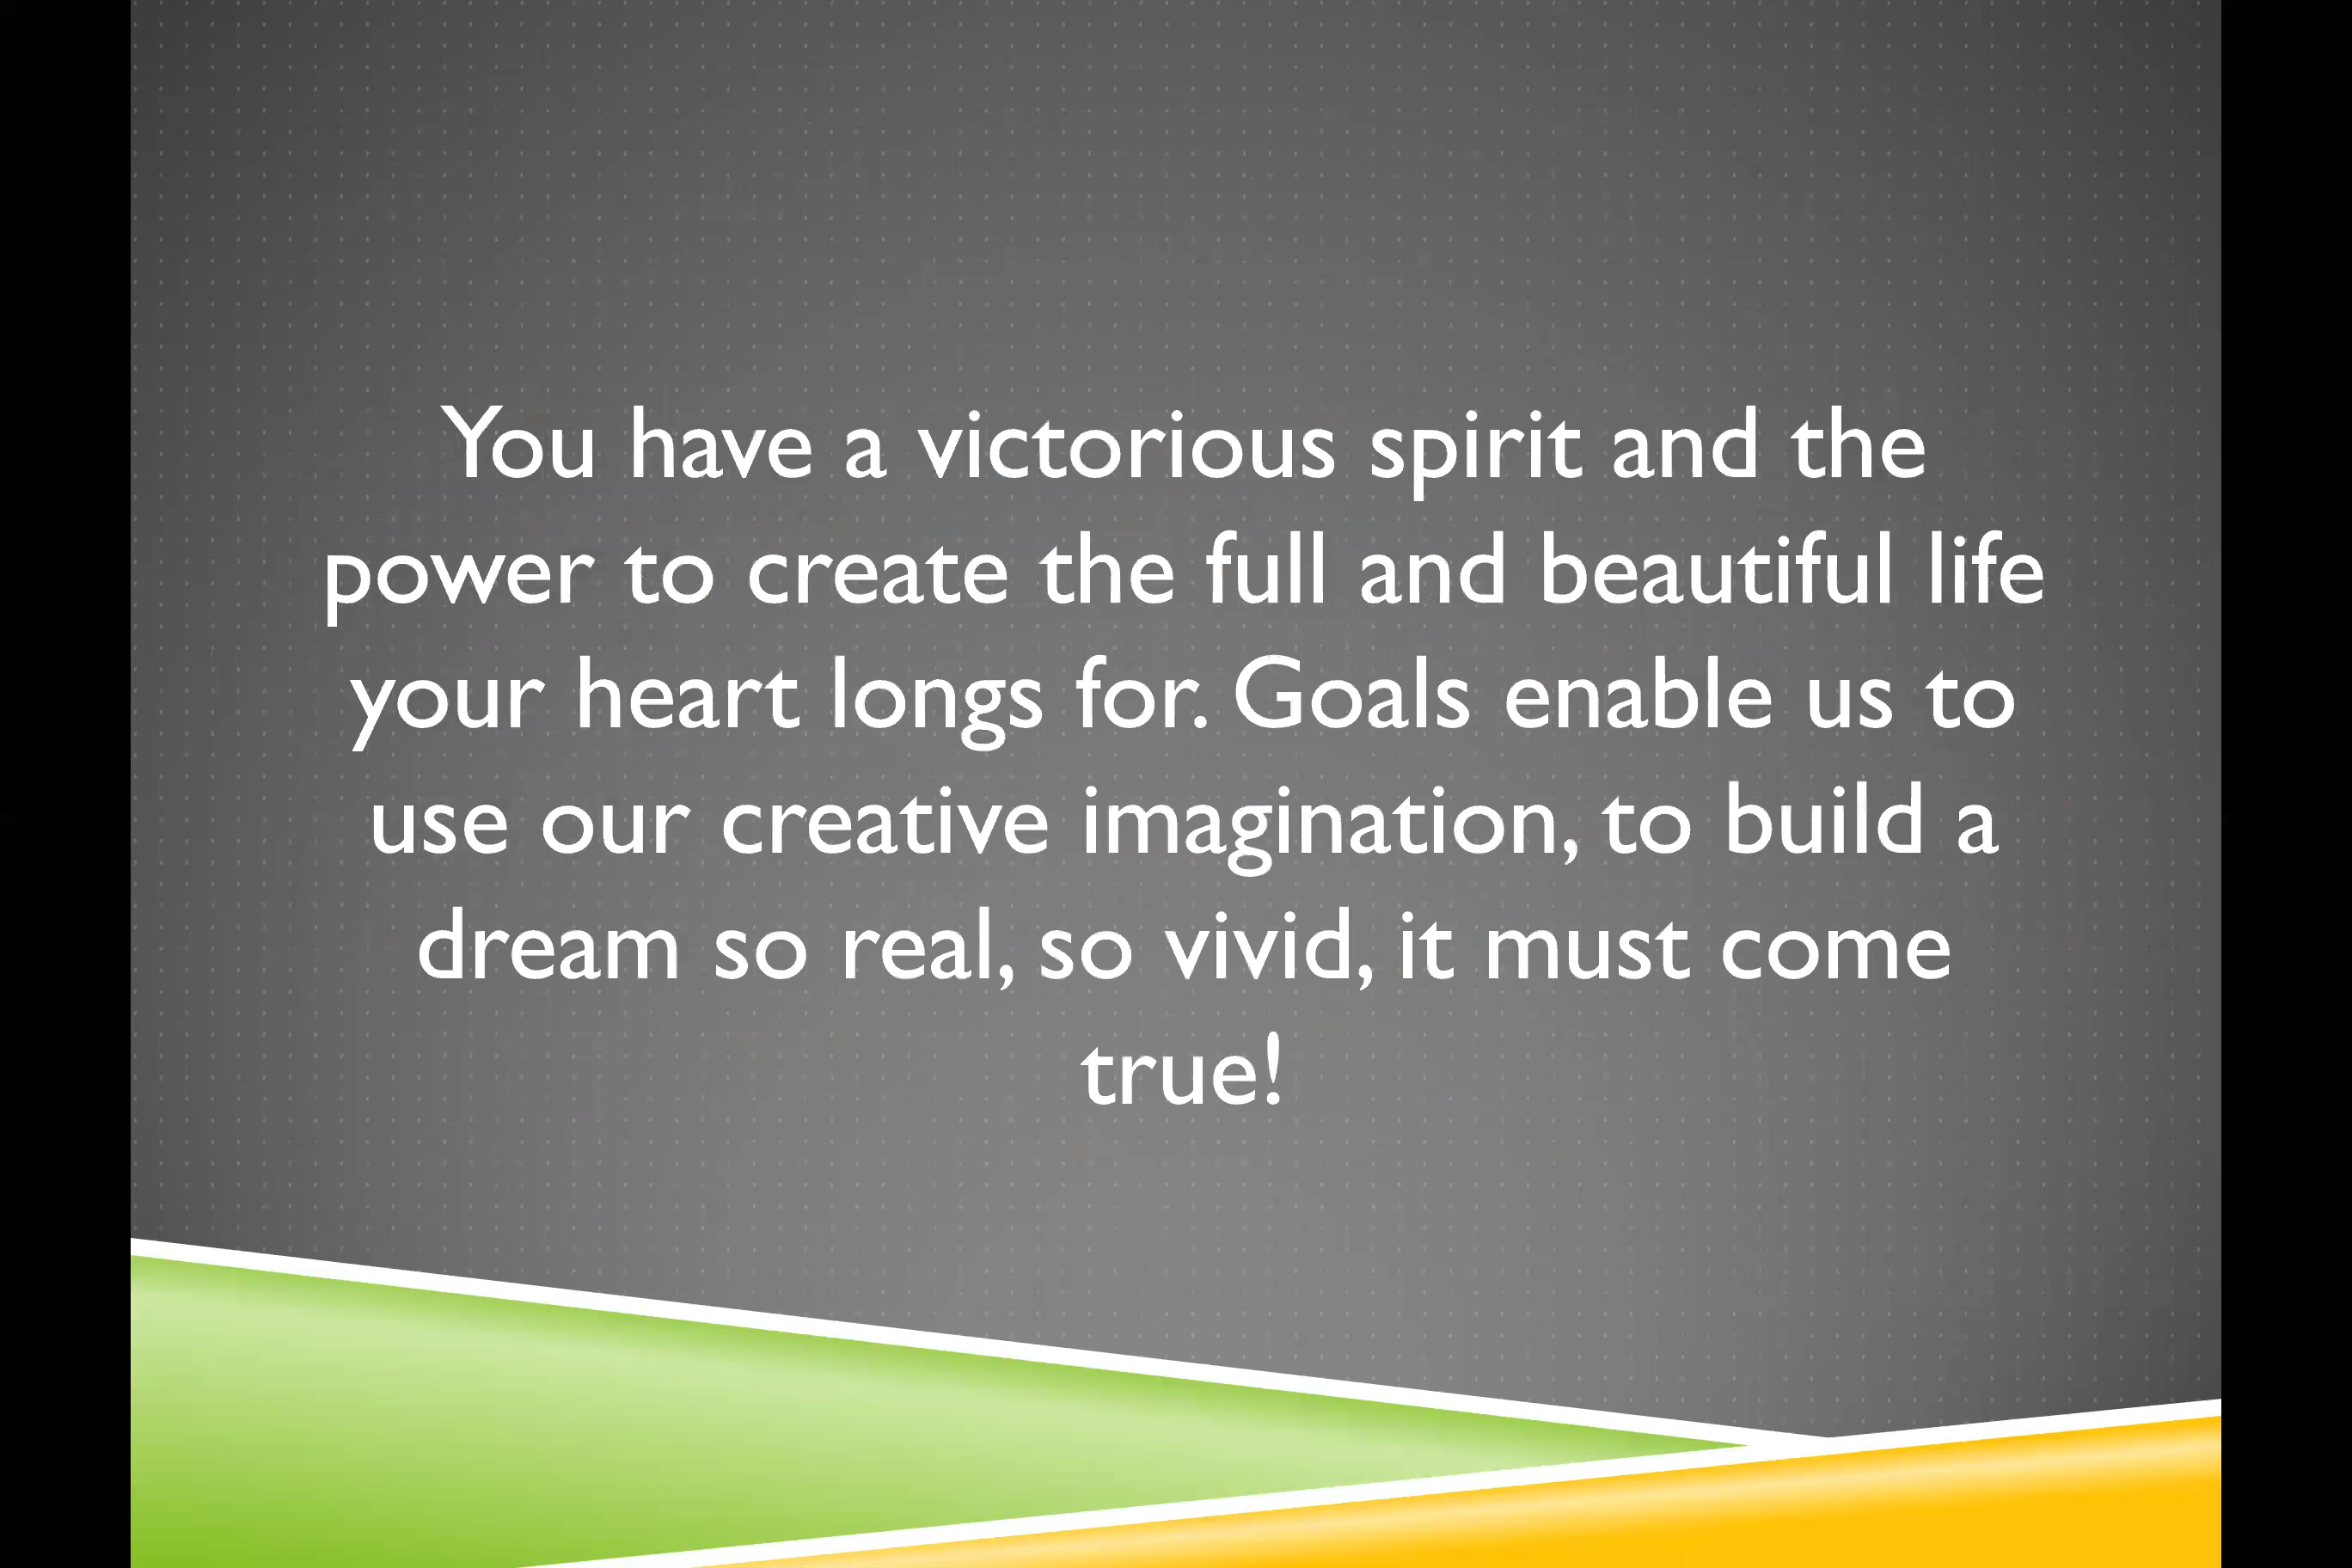 You have a victorious spirit and the
power to create the full and beautiful life
your heart longs for. Goals enable us to
use our creative imagination, to build a
dream so real, so vivid, it must come
true!